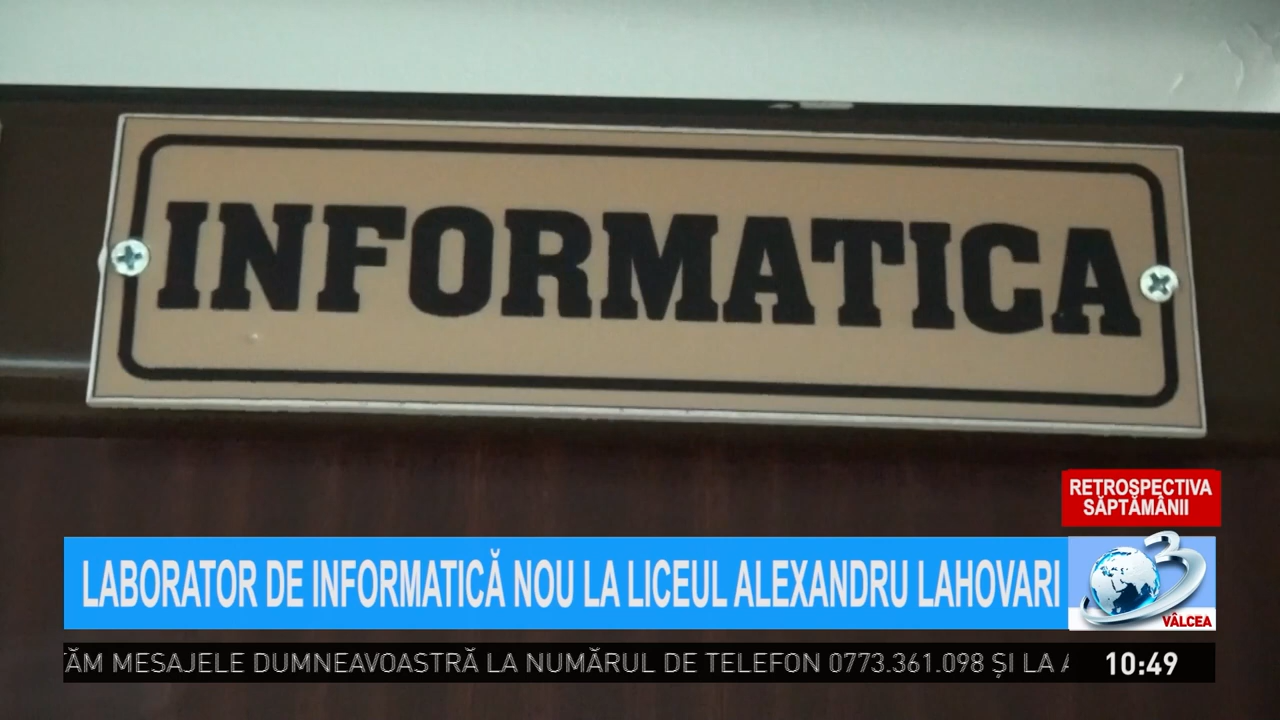 INFORMATICA
RETROSPECTIVA
SĂPTĂMÂNII
LABORATOR DE INFORMATICĂ NOU LA LICEUL ALEXANDRU LAHOVARI
3
VÂLCEA
MESAJELE DUMNEAVOASTRĂ LA NUMĂRUL DE TELEFON 0773.361.098 ȘI LA
10:49